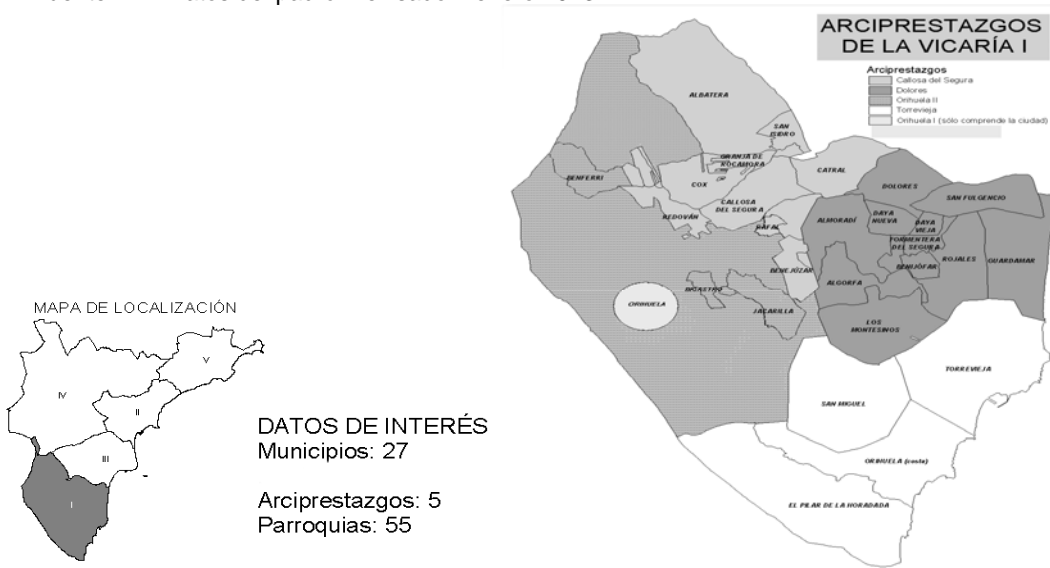 ARCIPRESTAZGOS
DE LA VICARÍA I
Arciprestazgos
Callosa del Segura
Dolores
Orihuela II
Torrevieja
Orihuela I (sólo comprende la ciudad)
ALBATERA
SAN
ISIDRO
GRANJA DE
ROCAMORA
CATRAL
BENFERRI
COX
DOLORES
SAN FULGENCIO
CALLOSA
DEL SEGURA
REDOVÁN
RAFAL
ALMORADÍ
DAYA
NUEVA
DAYA
VIEJA
FORMENTERA
DEL SEGURA
BENEJÚZAR
BENIJÓFAR
ROJALES
GUARDAMAR
ALGORFA
BIGASTRO
ORIHUELA
JACARILLA
LOS
MONTESINOS
TORREVIEJA
SAN MIGUEL
ORIHUELA (costa)
EL PILAR DE LA HORADADA
MAPA DE LOCALIZACIÓN
V
IV
II
III
I
DATOS DE INTERÉS
Municipios: 27
Arciprestazgos: 5
Parroquias: 55